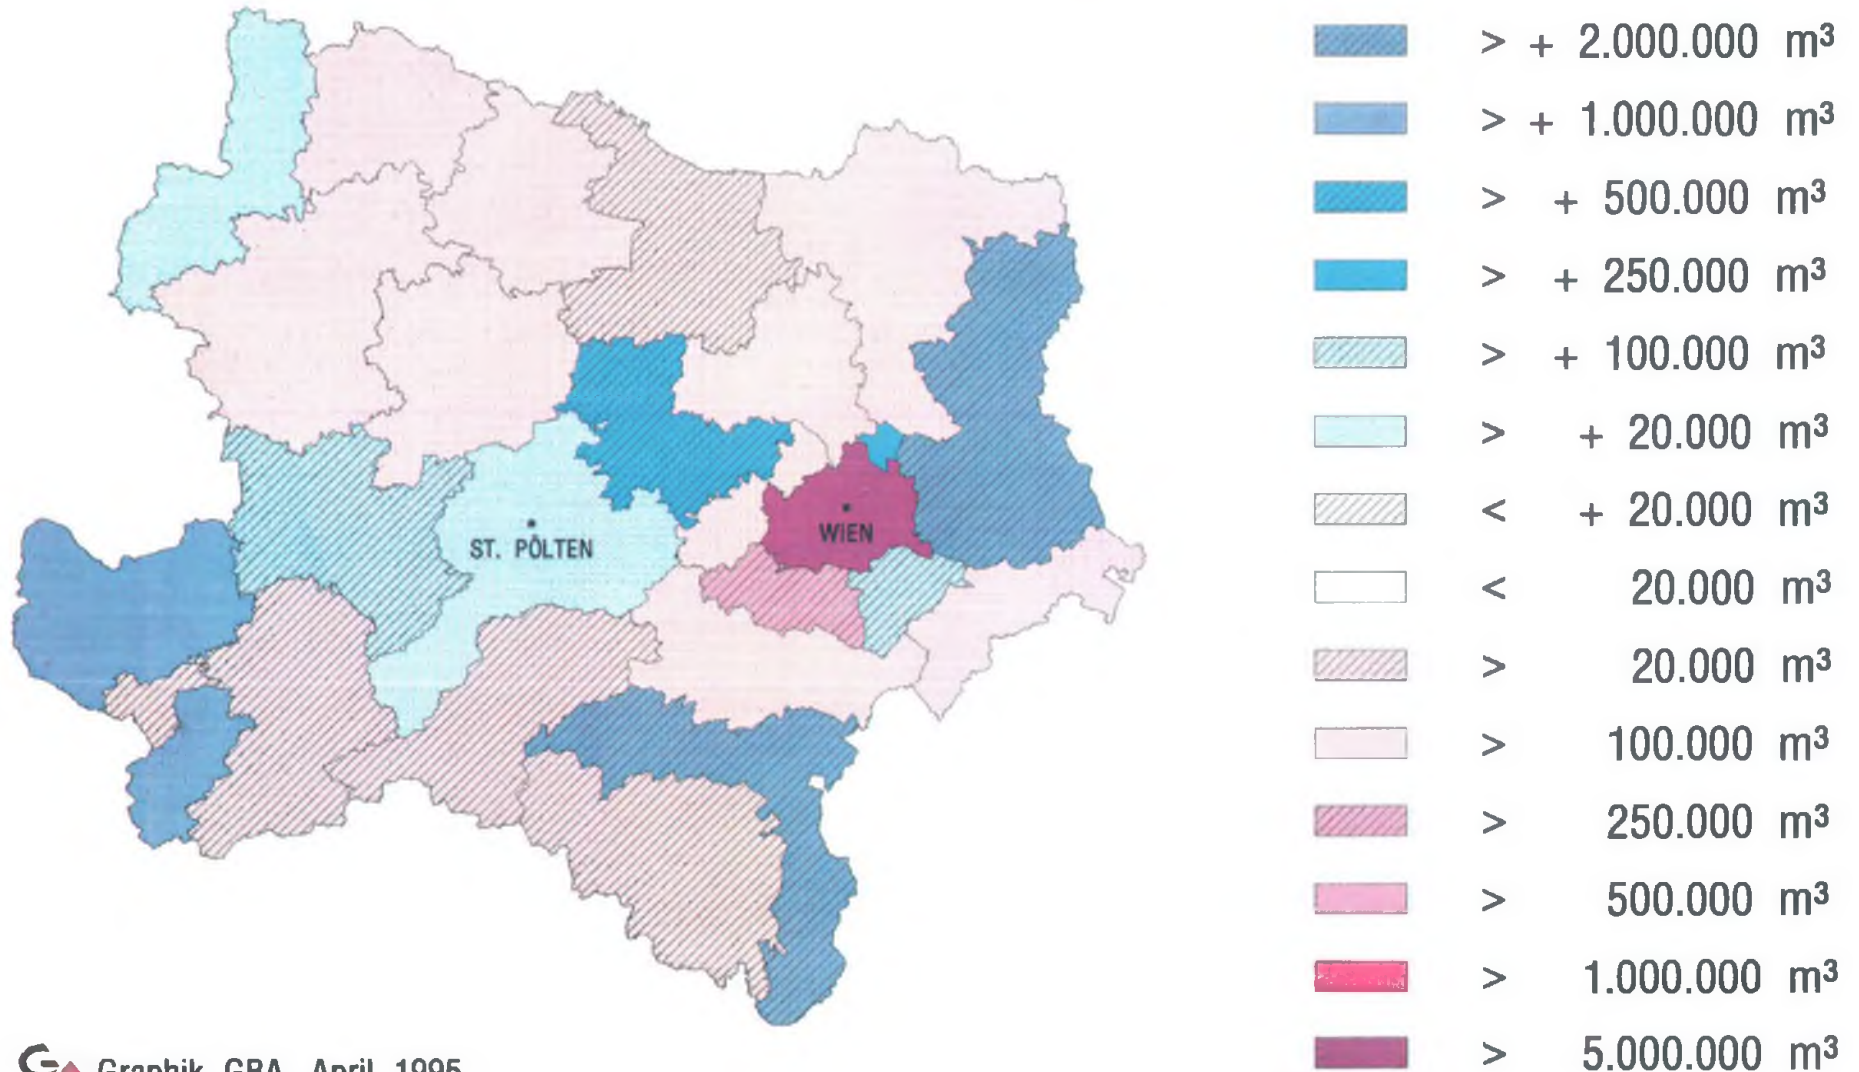 > + 2.000.000 m³
> + 1.000.000 m³
> + 500.000 m³
> + 250.000 m³
> + 100.000 m³
> + 20.000 m³
< + 20.000 m³
< 20.000 m³
> 20.000 m³
> 100.000 m³
> 250.000 m³
> 500.000 m³
> 1.000.000 m³
> 5.000.000 m³
ST. PÖLTEN
WIEN
Graphik GBA, April 1995